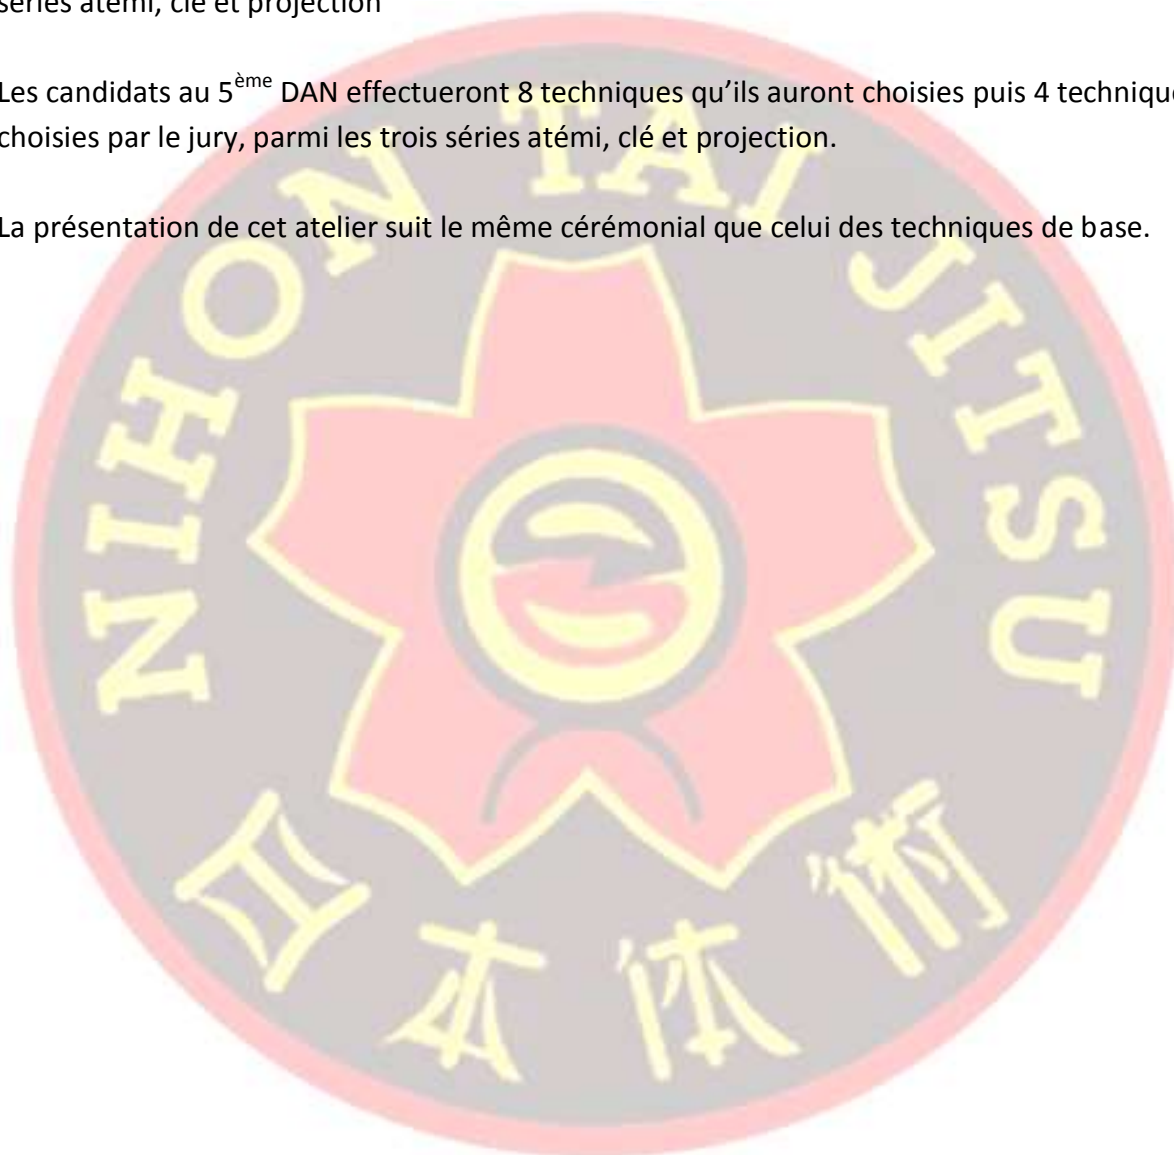 séries atémi, clé et projection
Les candidats au 5ème DAN effectueront 8 techniques qu'ils auront choisies puis 4 technique
choisies par le jury, parmi les trois séries atémi, clé et projection.
La présentation de cet atelier suit le même cérémonial que celui des techniques de base.
NIHON TAI JITSU
日本体術